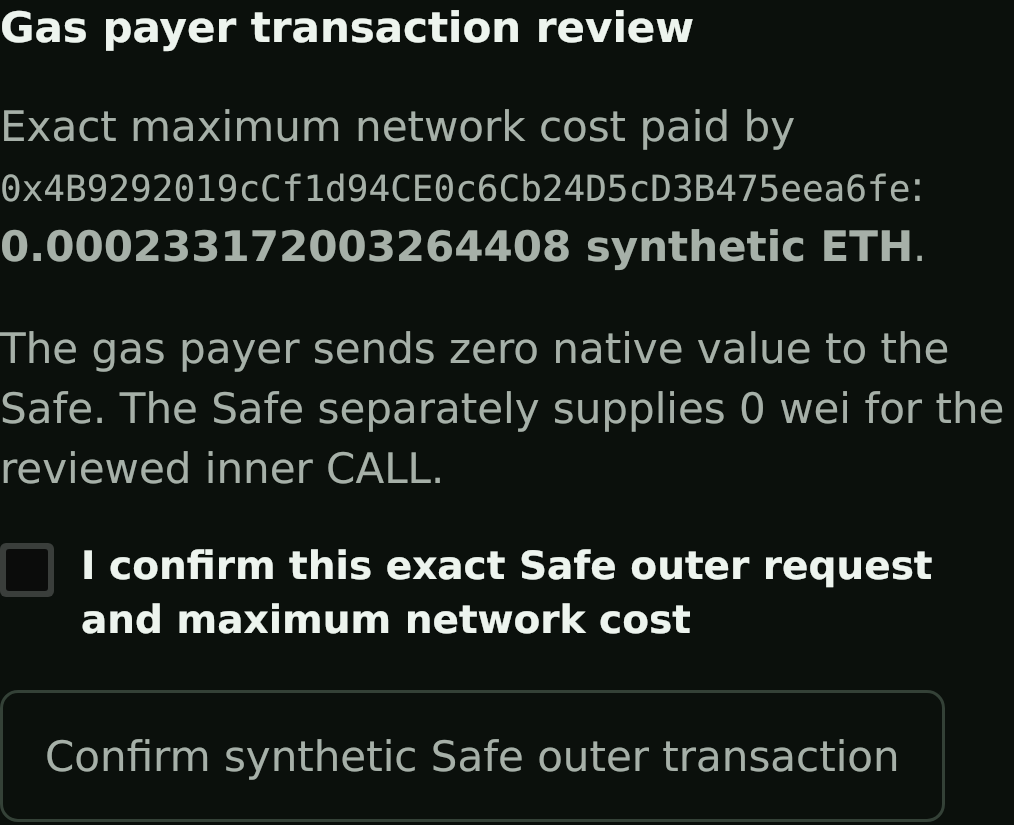 Gas payer transaction review
Exact maximum network cost paid by
0x4B9292019cCf1d94CE0c6Cb24D5cD3B475eea6fe:
0.000233172003264408 synthetic ETH.
The gas payer sends zero native value to the
Safe. The Safe separately supplies 0 wei for the
reviewed inner CALL.
I confirm this exact Safe outer request
and maximum network cost
Confirm synthetic Safe outer transaction